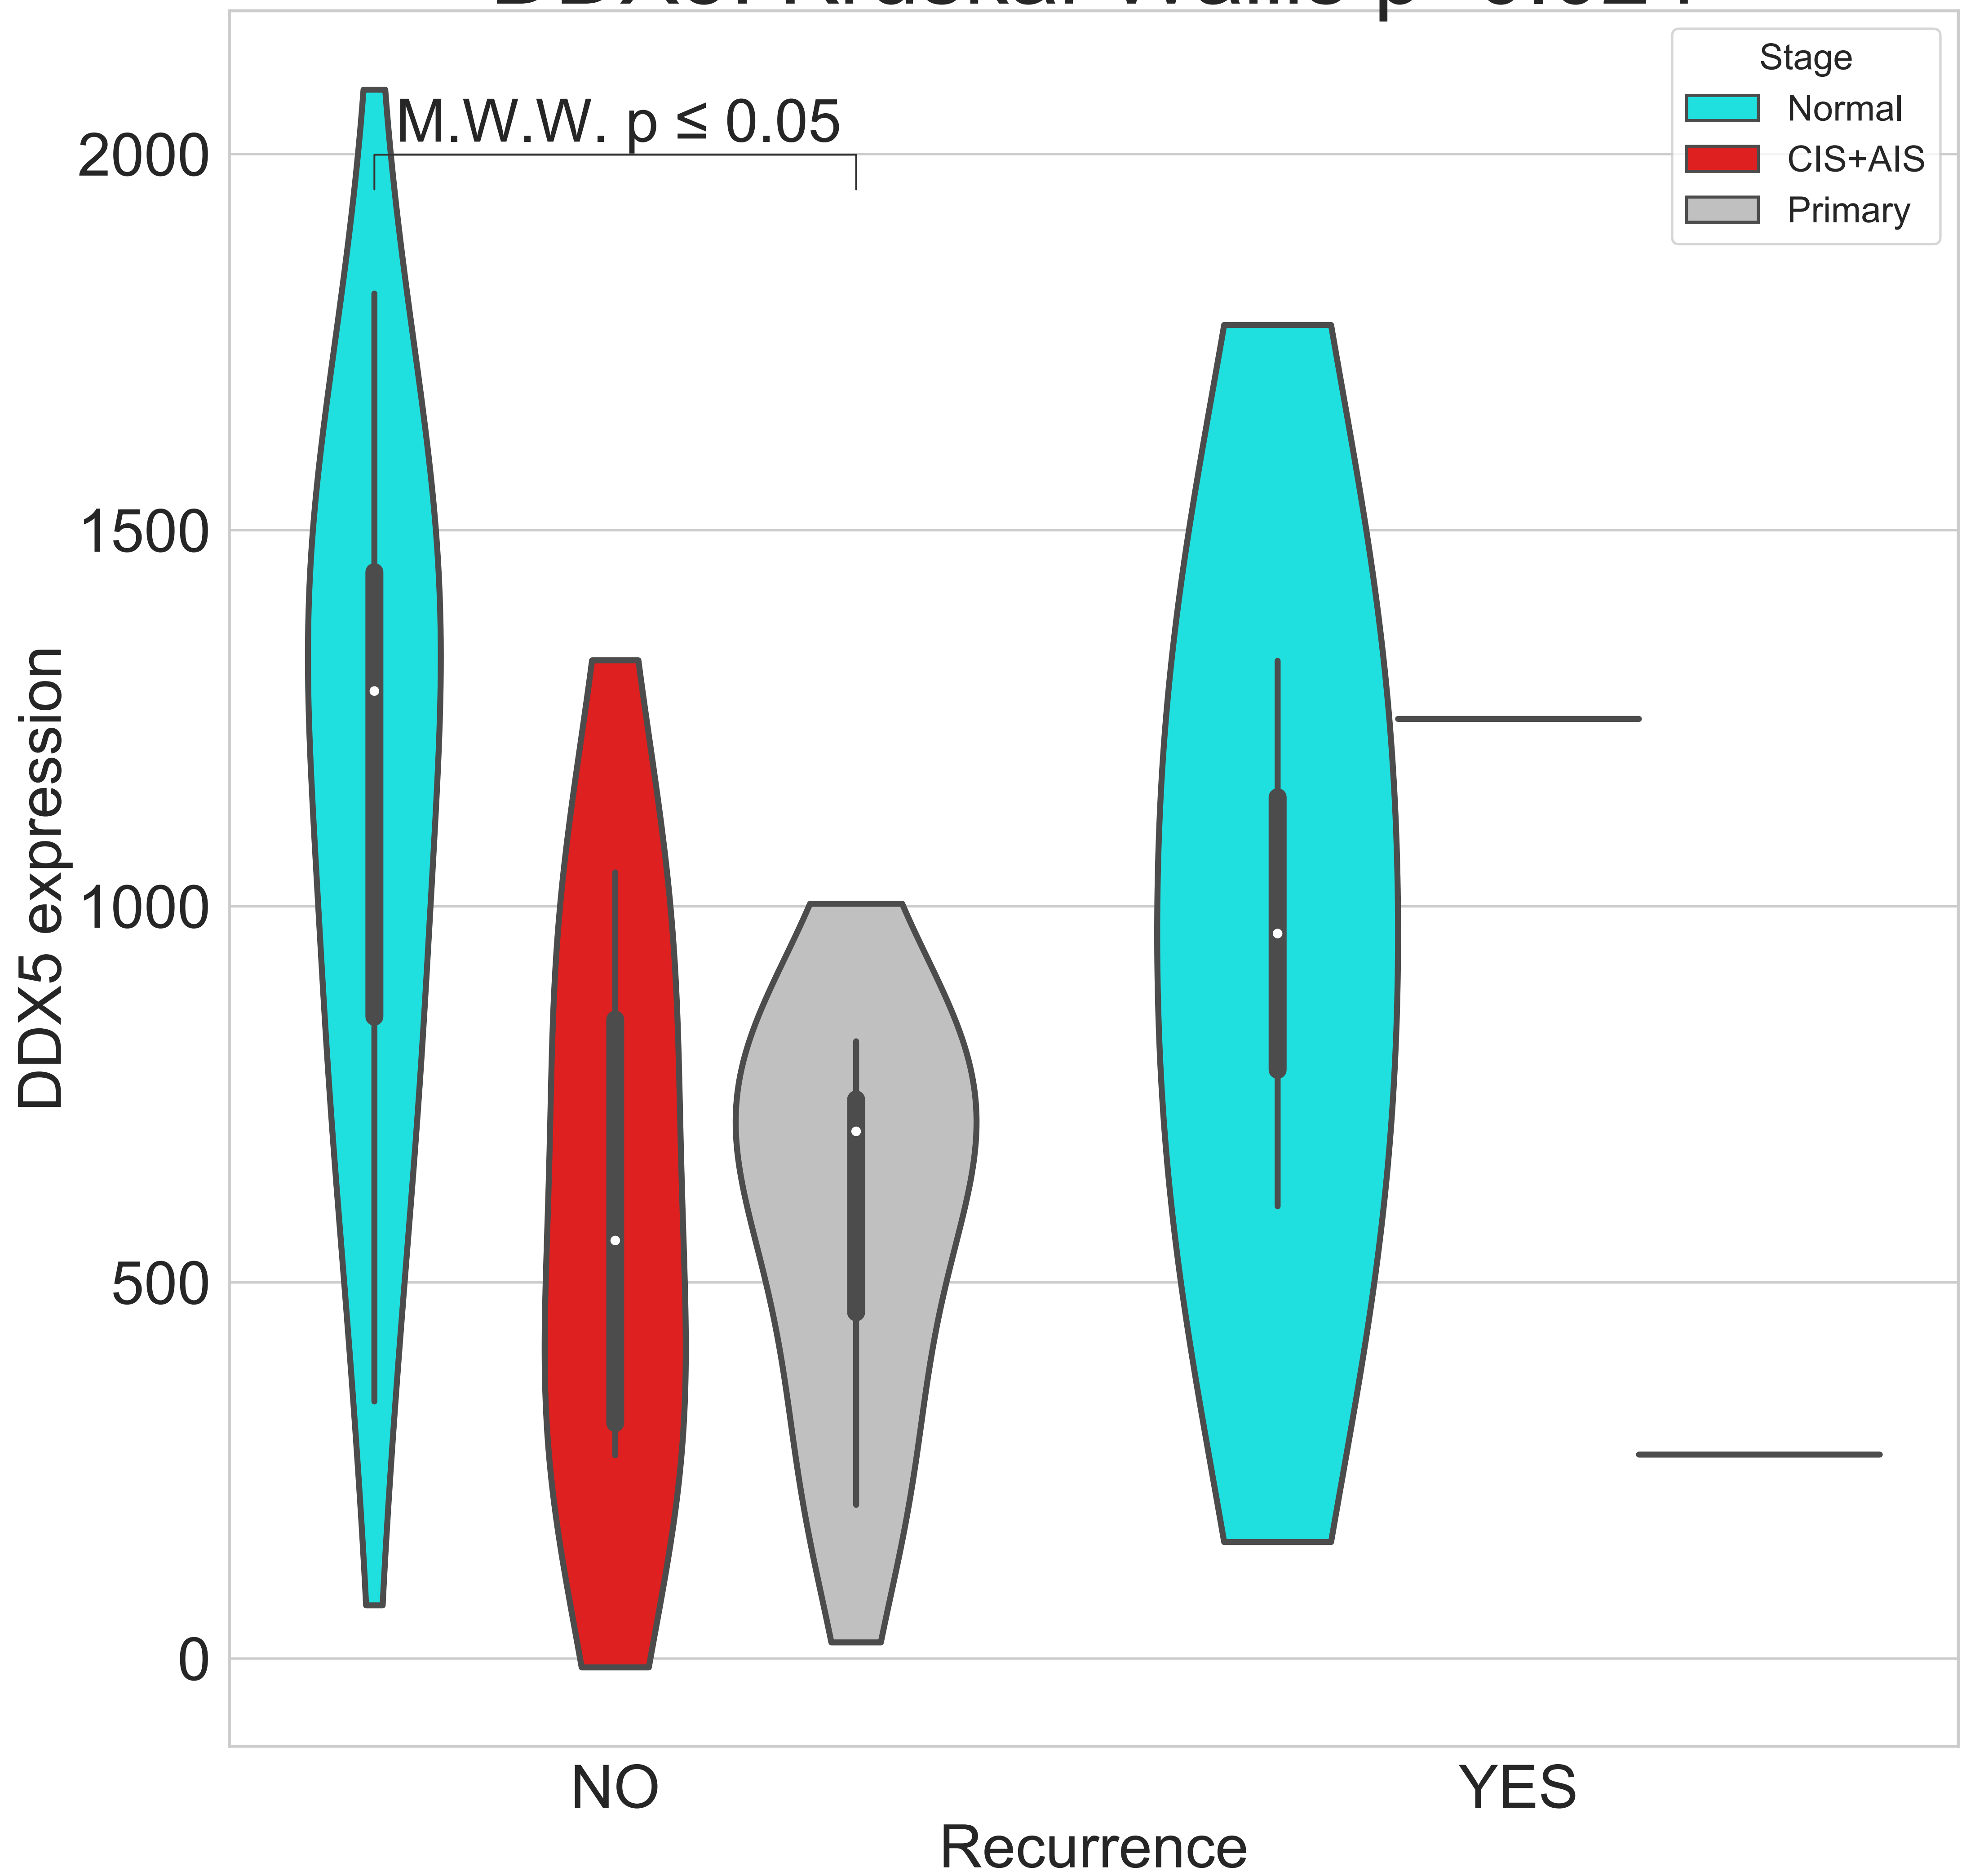 M.W.W. p ≤ 0.05
Stage
Normal
CIS+AIS
Primary
2000
1500
1000
500
0
DDX5 expression
NO
YES
Recurrence